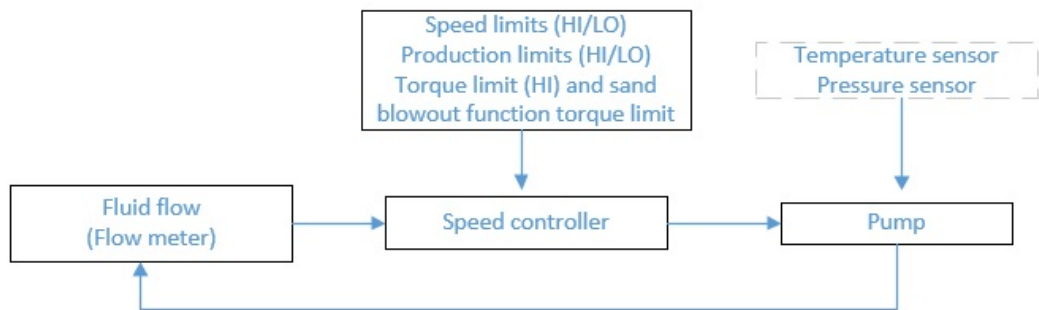 Speed limits (HI/LO)
Production limits (HI/LO)
Torque limit (HI) and sand
blowout function torque limit
Temperature sensor
Pressure sensor
Fluid flow
(Flow meter)
Speed controller
Pump